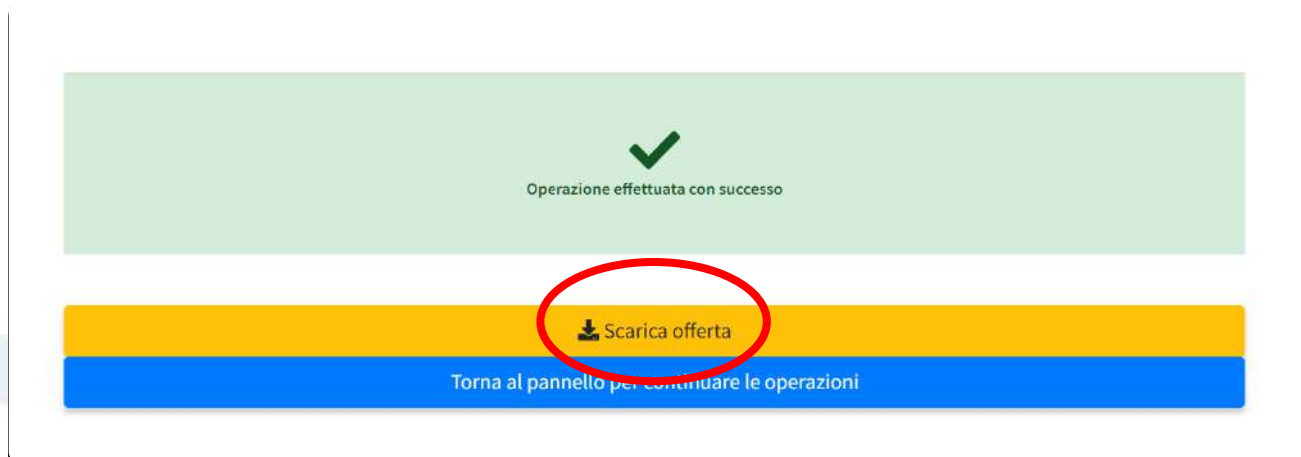 Operazione effettuata con successo
Scarica offerta
Torna al pannello per continuare le operazioni